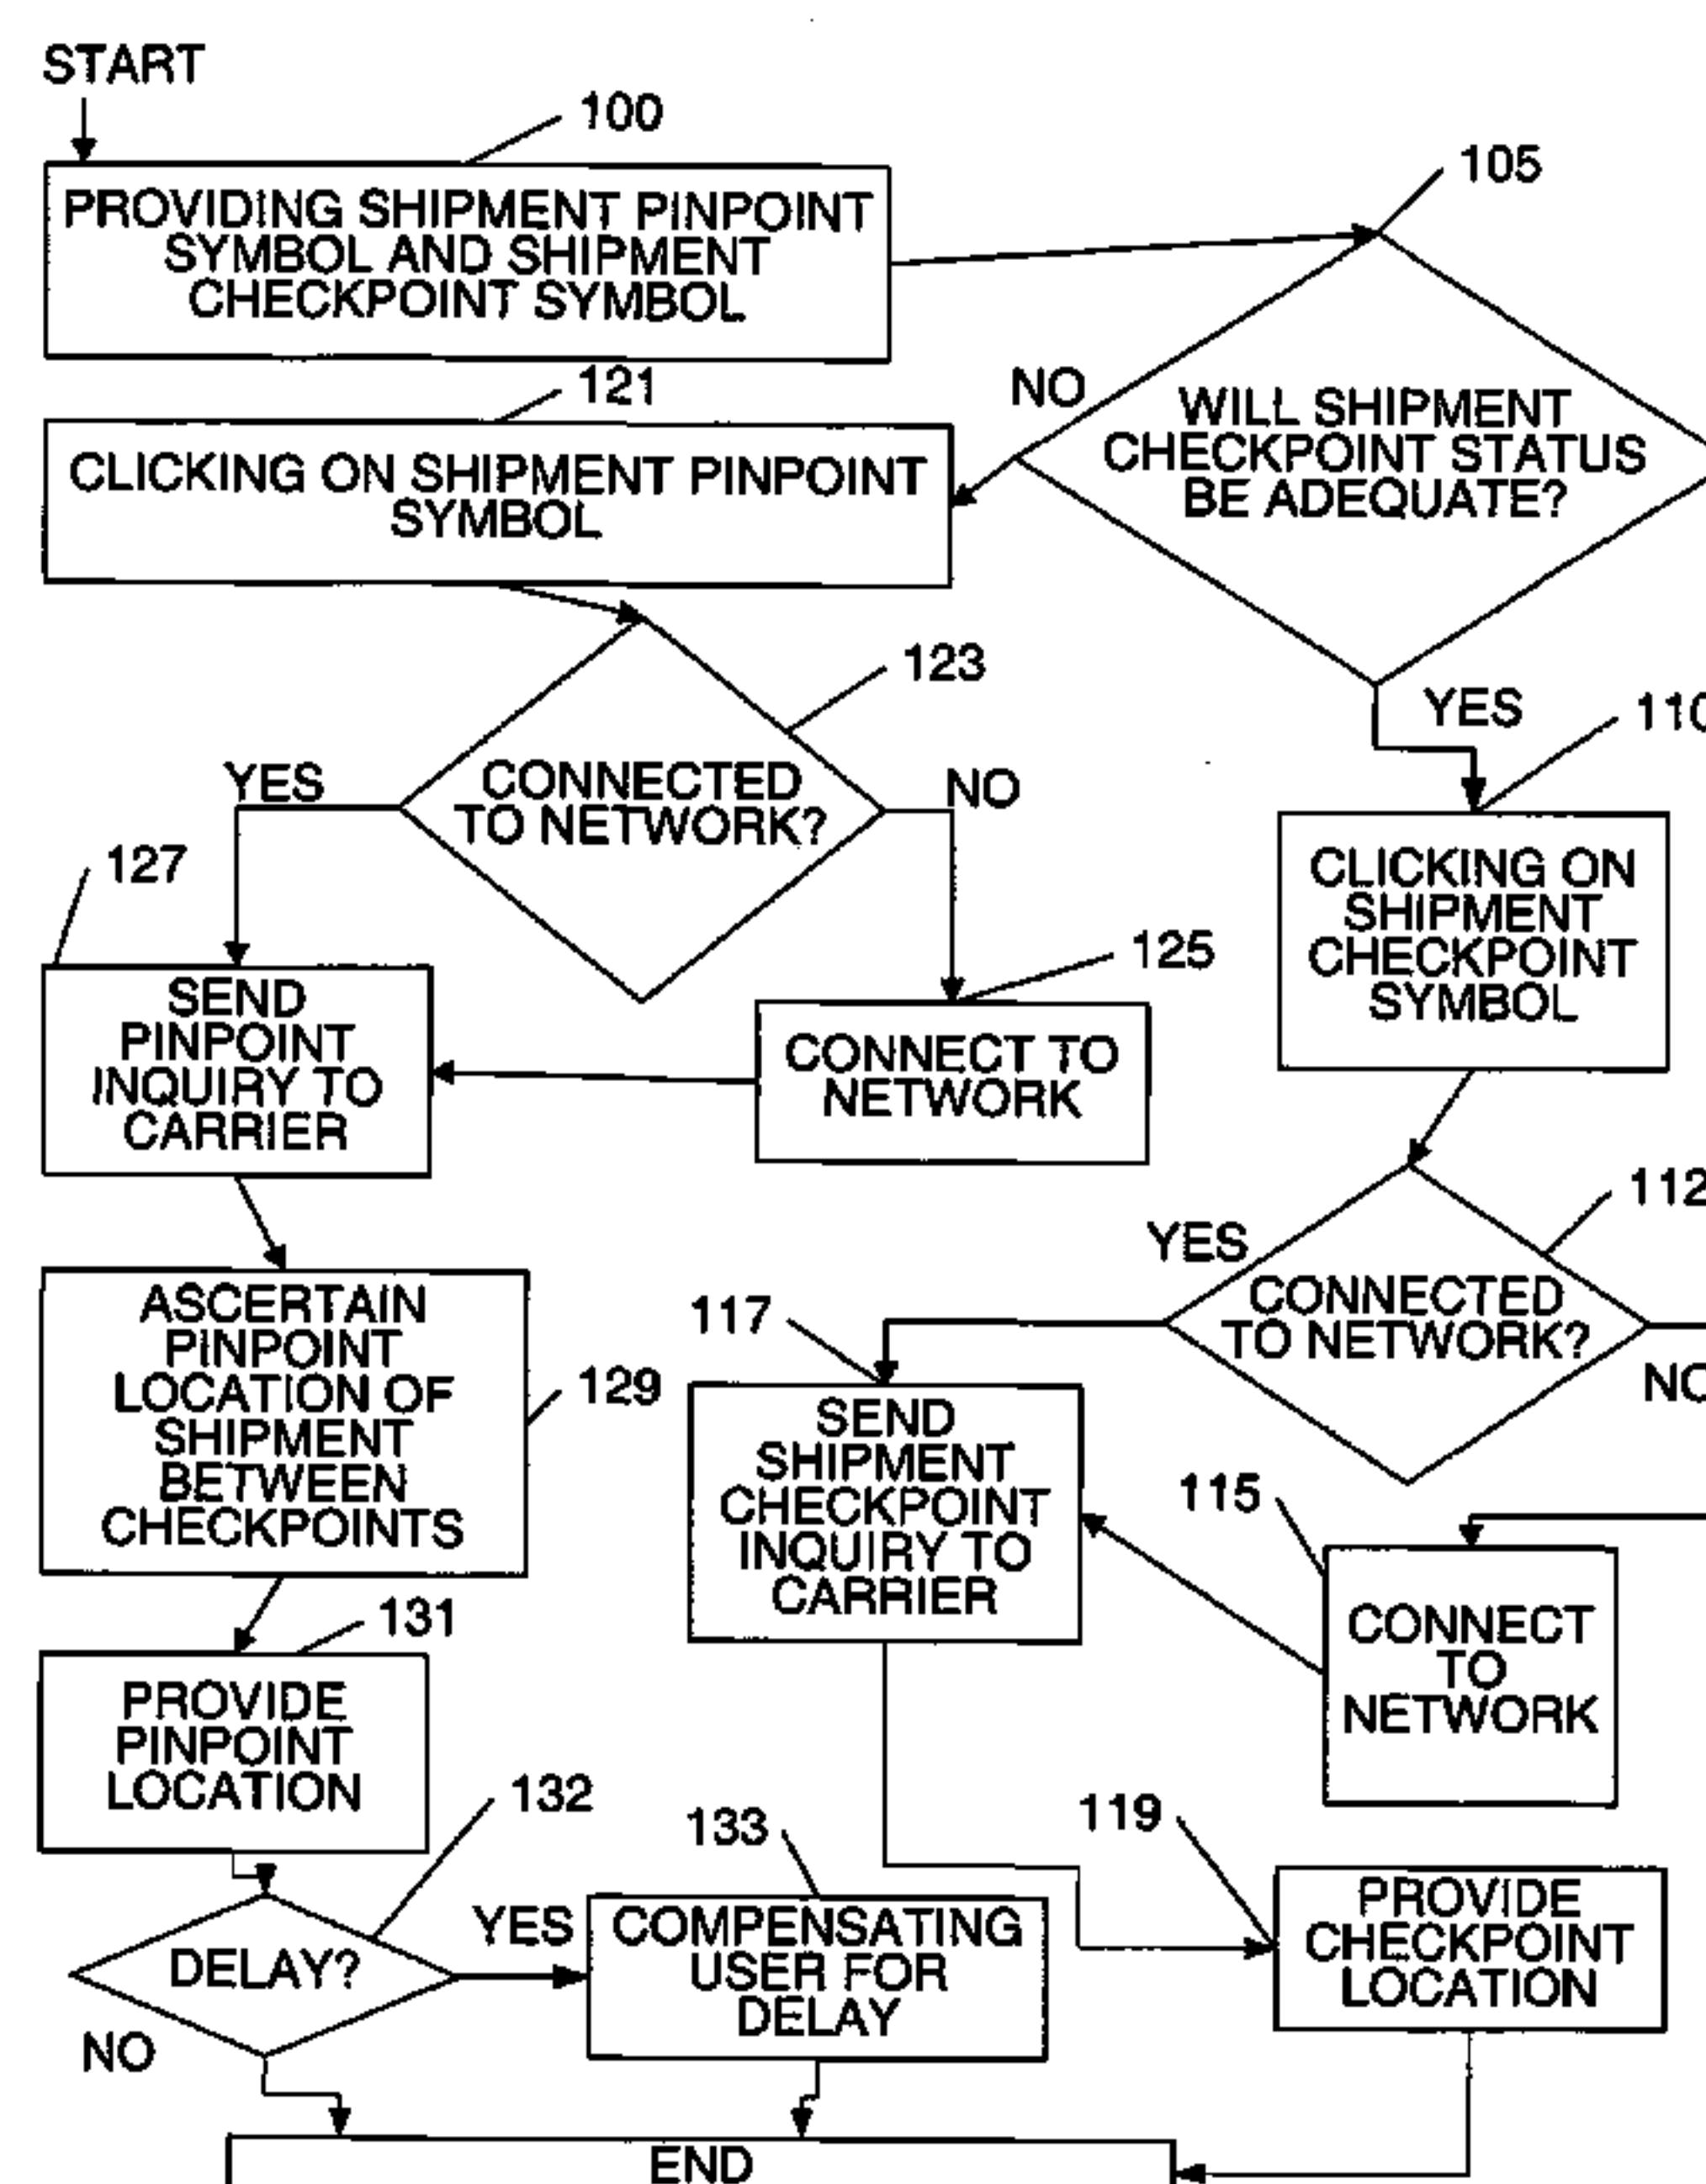 START
100
PROVIDING SHIPMENT PINPOINT
SYMBOL AND SHIPMENT
CHECKPOINT SYMBOL
105
WILL SHIPMENT
CHECKPOINT STATUS
BE ADEQUATE?
NO
YES
121
CLICKING ON SHIPMENT PINPOINT
SYMBOL
123
CONNECTED
TO NETWORK?
YES
NO
110
CLICKING ON
SHIPMENT
CHECKPOINT
SYMBOL
127
SEND
PINPOINT
INQUIRY TO
CARRIER
125
CONNECT TO
NETWORK
112
CONNECTED
TO NETWORK?
YES
NO
117
SEND
SHIPMENT
CHECKPOINT
INQUIRY TO
CARRIER
115
CONNECT
TO
NETWORK
ASCERTAIN
PINPOINT
LOCATION OF
SHIPMENT
BETWEEN
CHECKPOINTS
129
131
PROVIDE
PINPOINT
LOCATION
132
DELAY?
YES
NO
133
COMPENSATING
USER FOR
DELAY
119
PROVIDE
CHECKPOINT
LOCATION
END